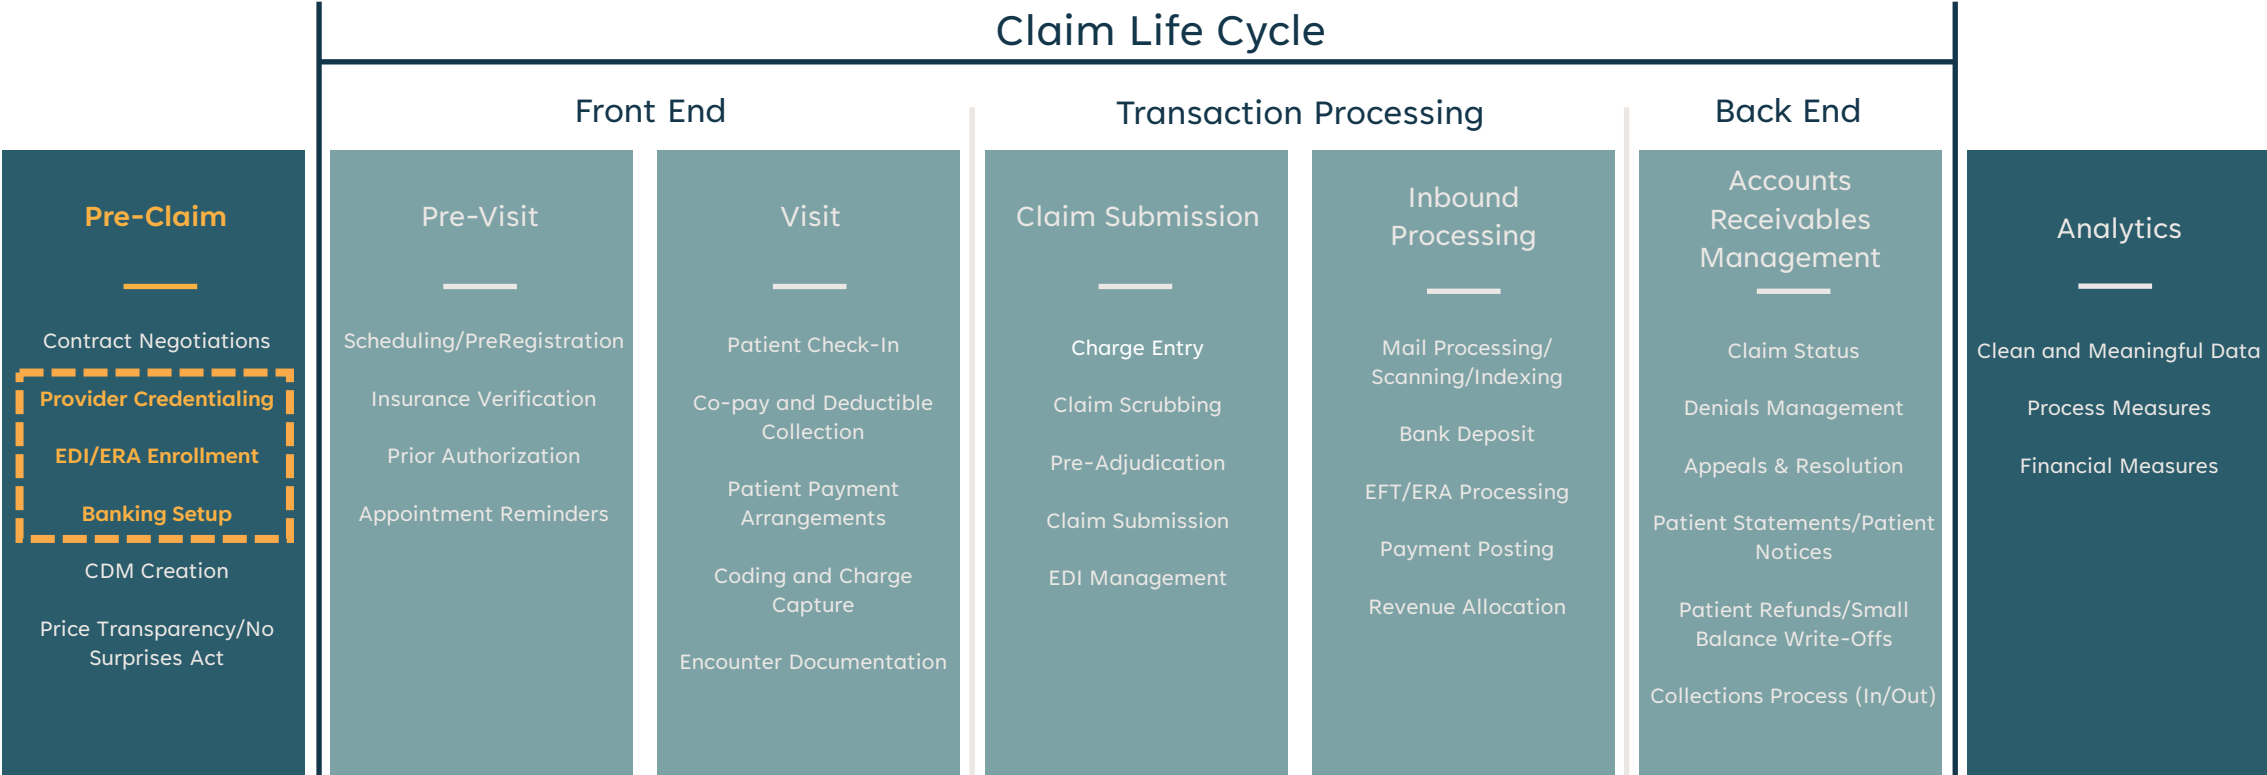 Claim Life Cycle
Front End
Transaction Processing
Back End
Pre-Claim
Contract Negotiations
Provider Credentialing
EDI/ERA Enrollment
Banking Setup
CDM Creation
Price Transparency/No
Surprises Act
Pre-Visit
Scheduling/PreRegistration
Insurance Verification
Prior Authorization
Appointment Reminders
Visit
Patient Check-In
Co-pay and Deductible
Collection
Patient Payment
Arrangements
Coding and Charge
Capture
Encounter Documentation
Claim Submission
Charge Entry
Claim Scrubbing
Pre-Adjudication
Claim Submission
EDI Management
Inbound
Processing
Mail Processing/
Scanning/Indexing
Bank Deposit
EFT/ERA Processing
Payment Posting
Revenue Allocation
Accounts
Receivables
Management
Claim Status
Denials Management
Appeals & Resolution
Patient Statements/Patient
Notices
Patient Refunds/Small
Balance Write-Offs
Collections Process (In/Out)
Analytics
Clean and Meaningful Data
Process Measures
Financial Measures